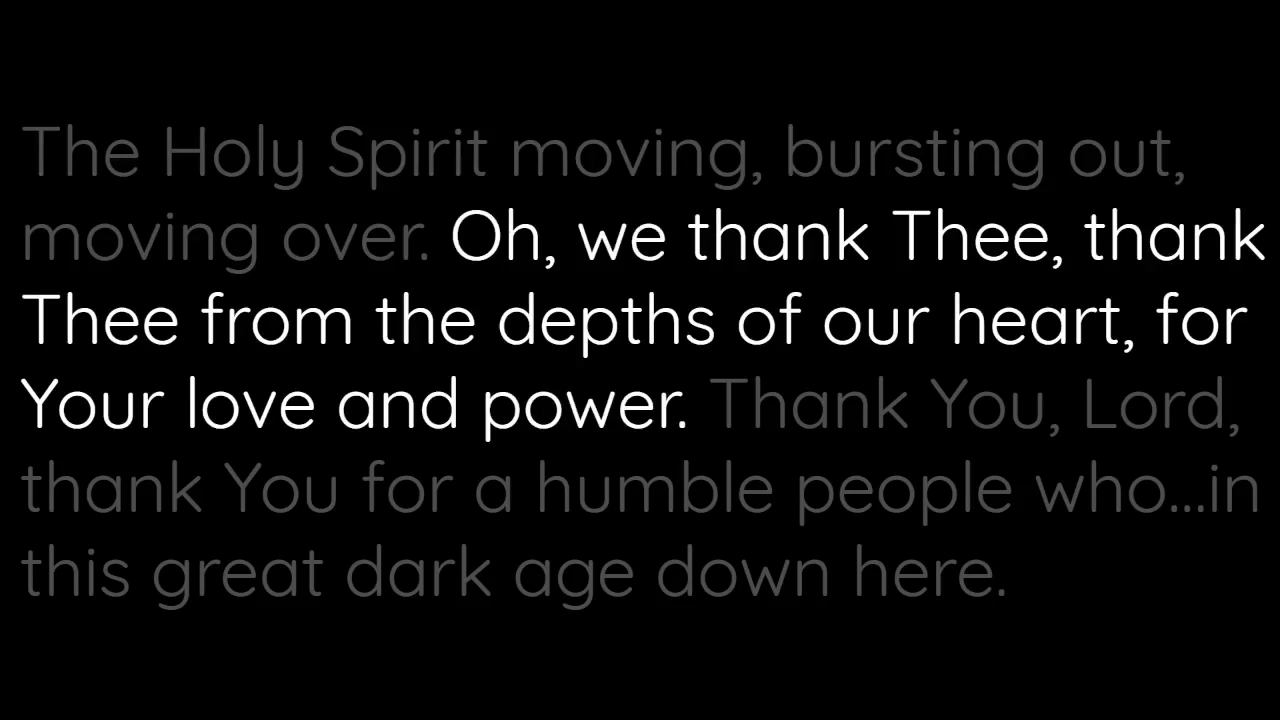 The Holy Spirit moving, bursting out,
moving over. Oh, we thank Thee, thank
Thee from the depths of our heart, for
Your love and power. Thank You, Lord,
thank You for a humble people who...in
this great dark age down here.